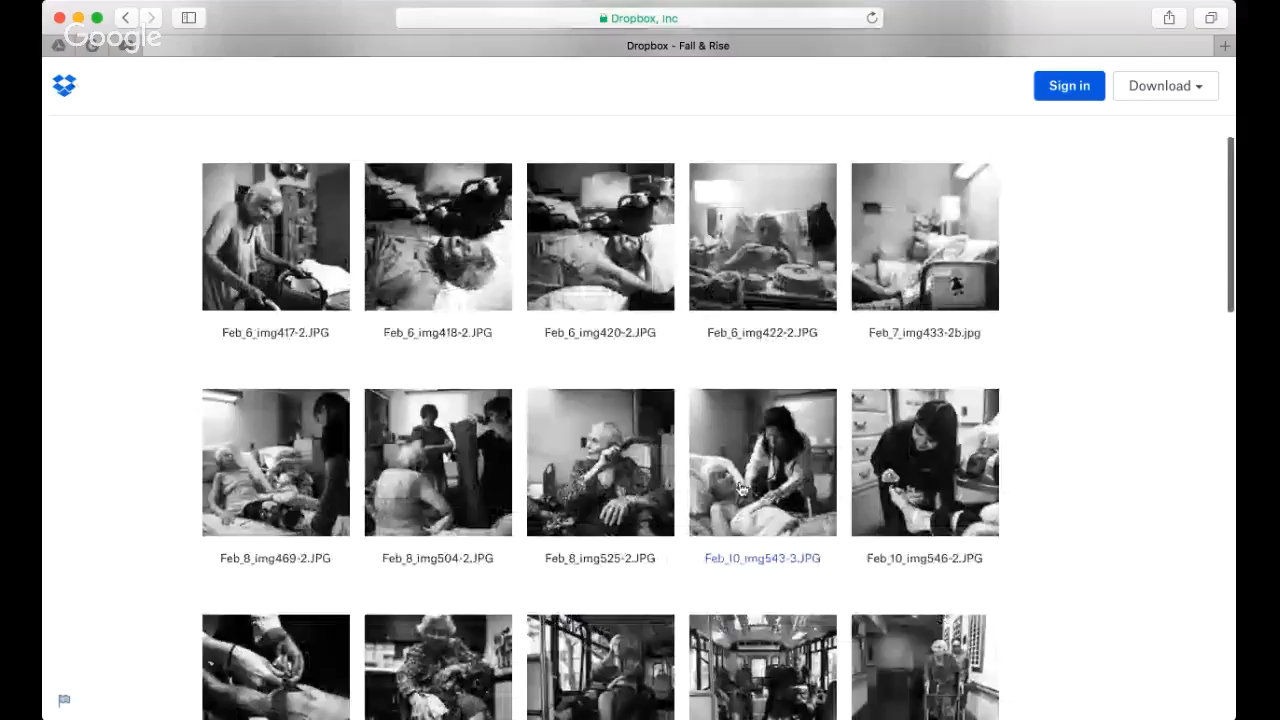 Dropbox, Inc
Google
Dropbox - Fall & Rise
Sign in
Download
Feb_6_img417-2.JPG
Feb_6_img418-2.JPG
Feb_6_img420-2.JPG
Feb_6_img422-2.JPG
Feb_7_img433-2b.jpg
Feb_8_img469-2.JPG
Feb_8_img504-2.JPG
Feb_8_img525-2.JPG
Feb_10_img543-3.JPG
Feb_10_img546-2.JPG